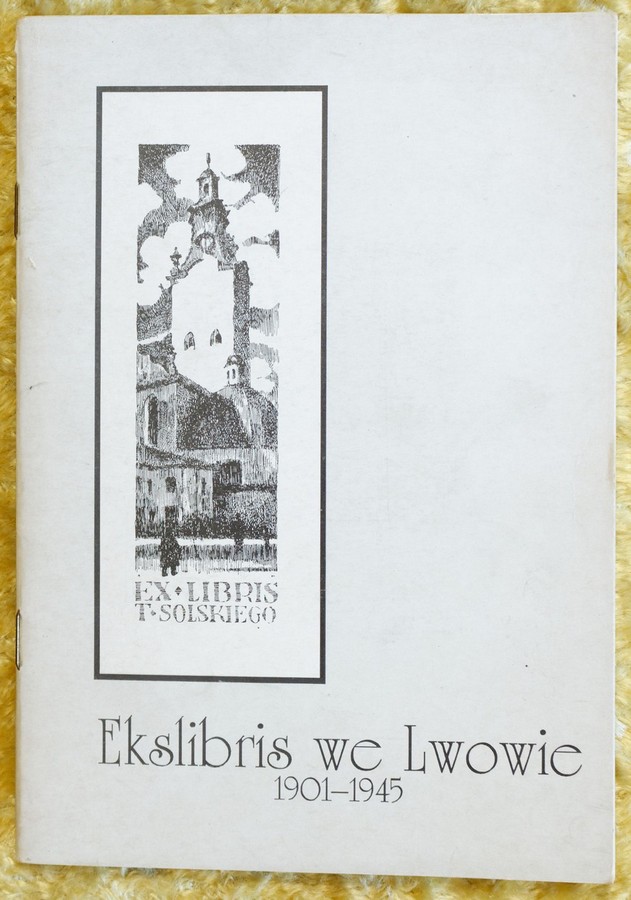 EX • LIBRIS
T • SOLSKIEGO
Ekslibris we Lwowie
1901–1945